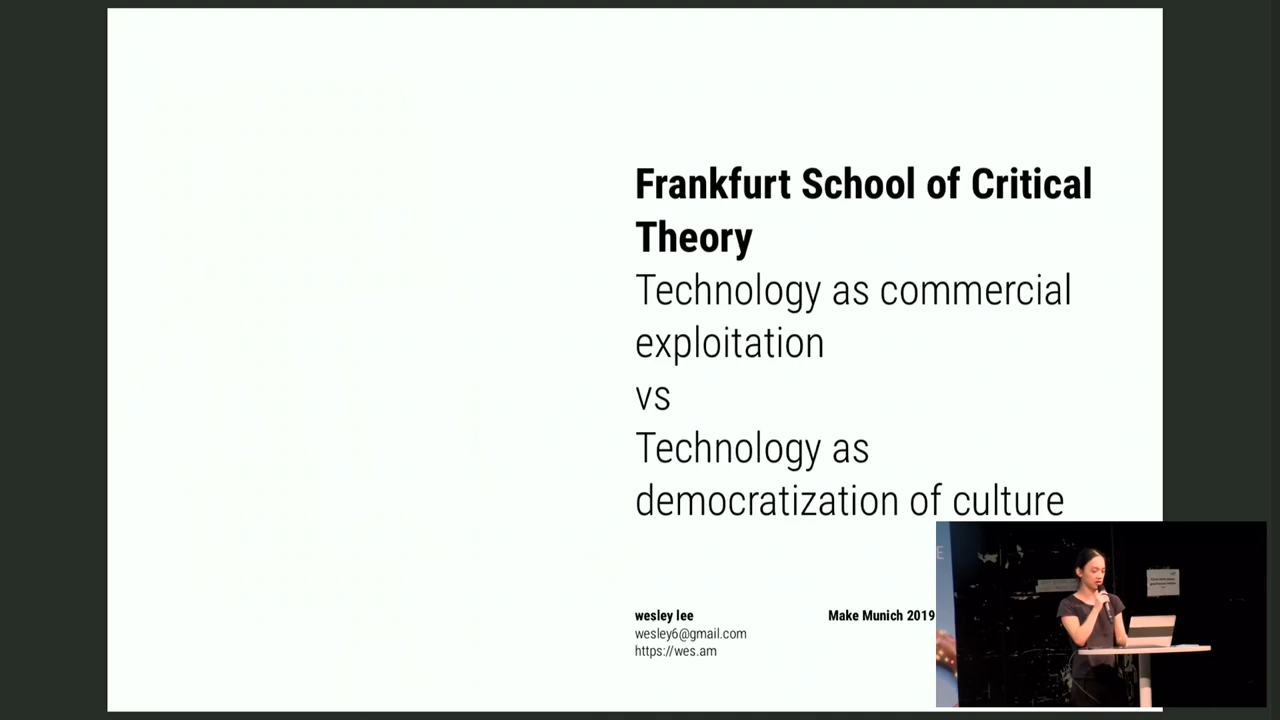 Frankfurt School of Critical
Theory
Technology as commercial
exploitation
vs
Technology as
democratization of culture
wesley lee
wesley6@gmail.com
https://wes.am
Make Munich 2019
E